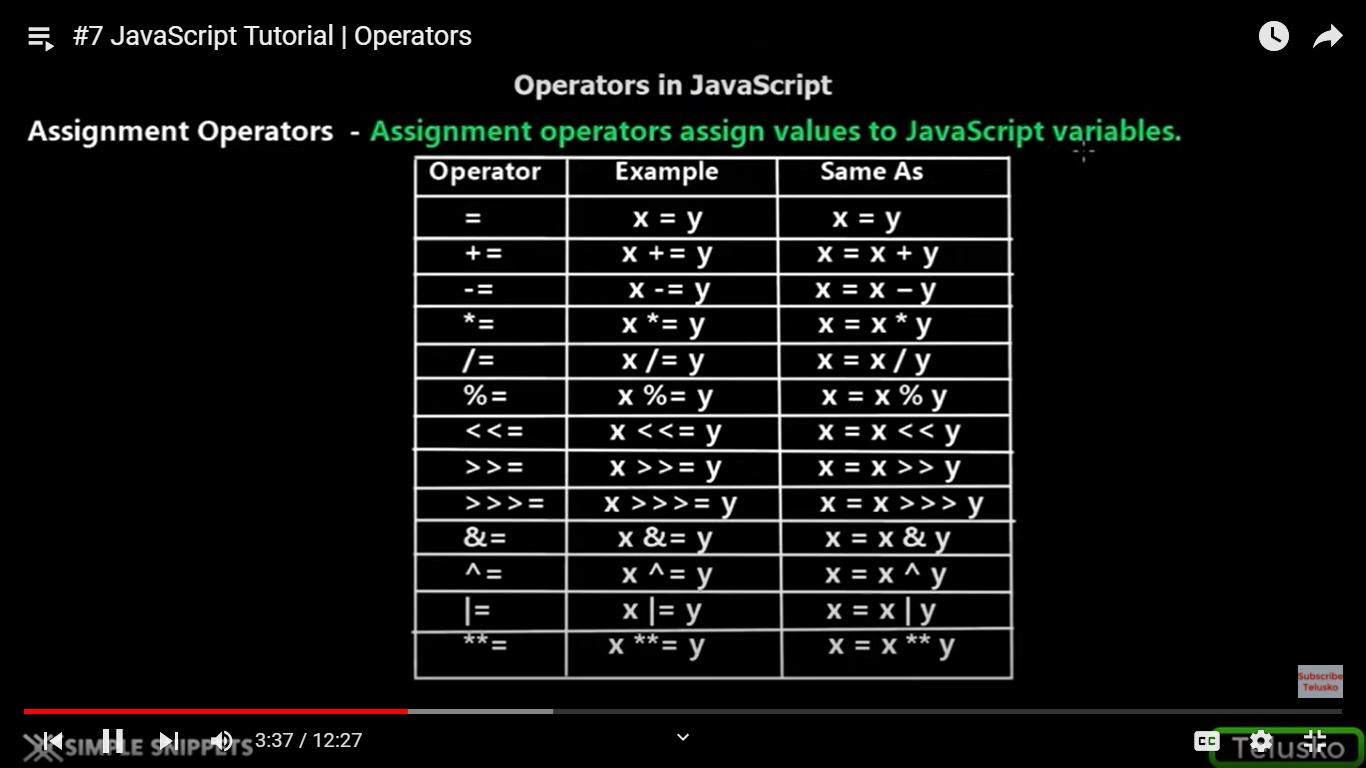 #7 JavaScript Tutorial | Operators
Operators in JavaScript
Assignment Operators - Assignment operators assign values to JavaScript variables.
Operator Example Same As
= x = y x = y
+= x += y x = x + y
-= x -= y x = x – y
*= x *= y x = x * y
/= x /= y x = x / y
%= x %= y x = x % y
<<= x <<= y x = x << y
>>= x >>= y x = x >> y
>>>= x >>>= y x = x >>> y
&= x &= y x = x & y
^= x ^= y x = x ^ y
|= x |= y x = x | y
**= x **= y x = x ** y
Subscribe
Telusko
SIMPLE SNIPPETS
3:37 / 12:27
CC
Telusko